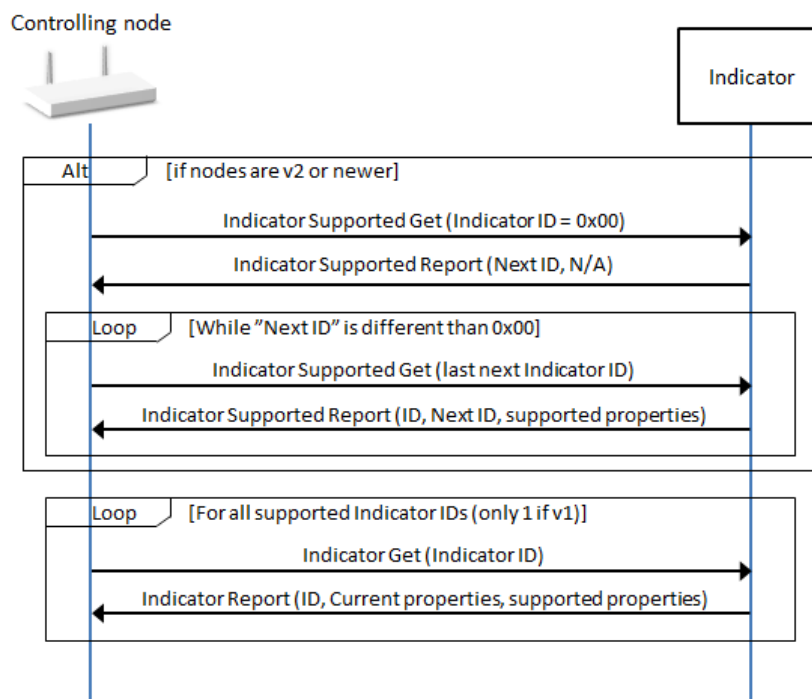 Controlling node
Indicator
Alt [if nodes are v2 or newer]
Indicator Supported Get (Indicator ID = 0x00)
Indicator Supported Report (Next ID, N/A)
Loop [While ”Next ID” is different than 0x00]
Indicator Supported Get (last next Indicator ID)
Indicator Supported Report (ID, Next ID, supported properties)
Loop [For all supported Indicator IDs (only 1 if v1)]
Indicator Get (Indicator ID)
Indicator Report (ID, Current properties, supported properties)